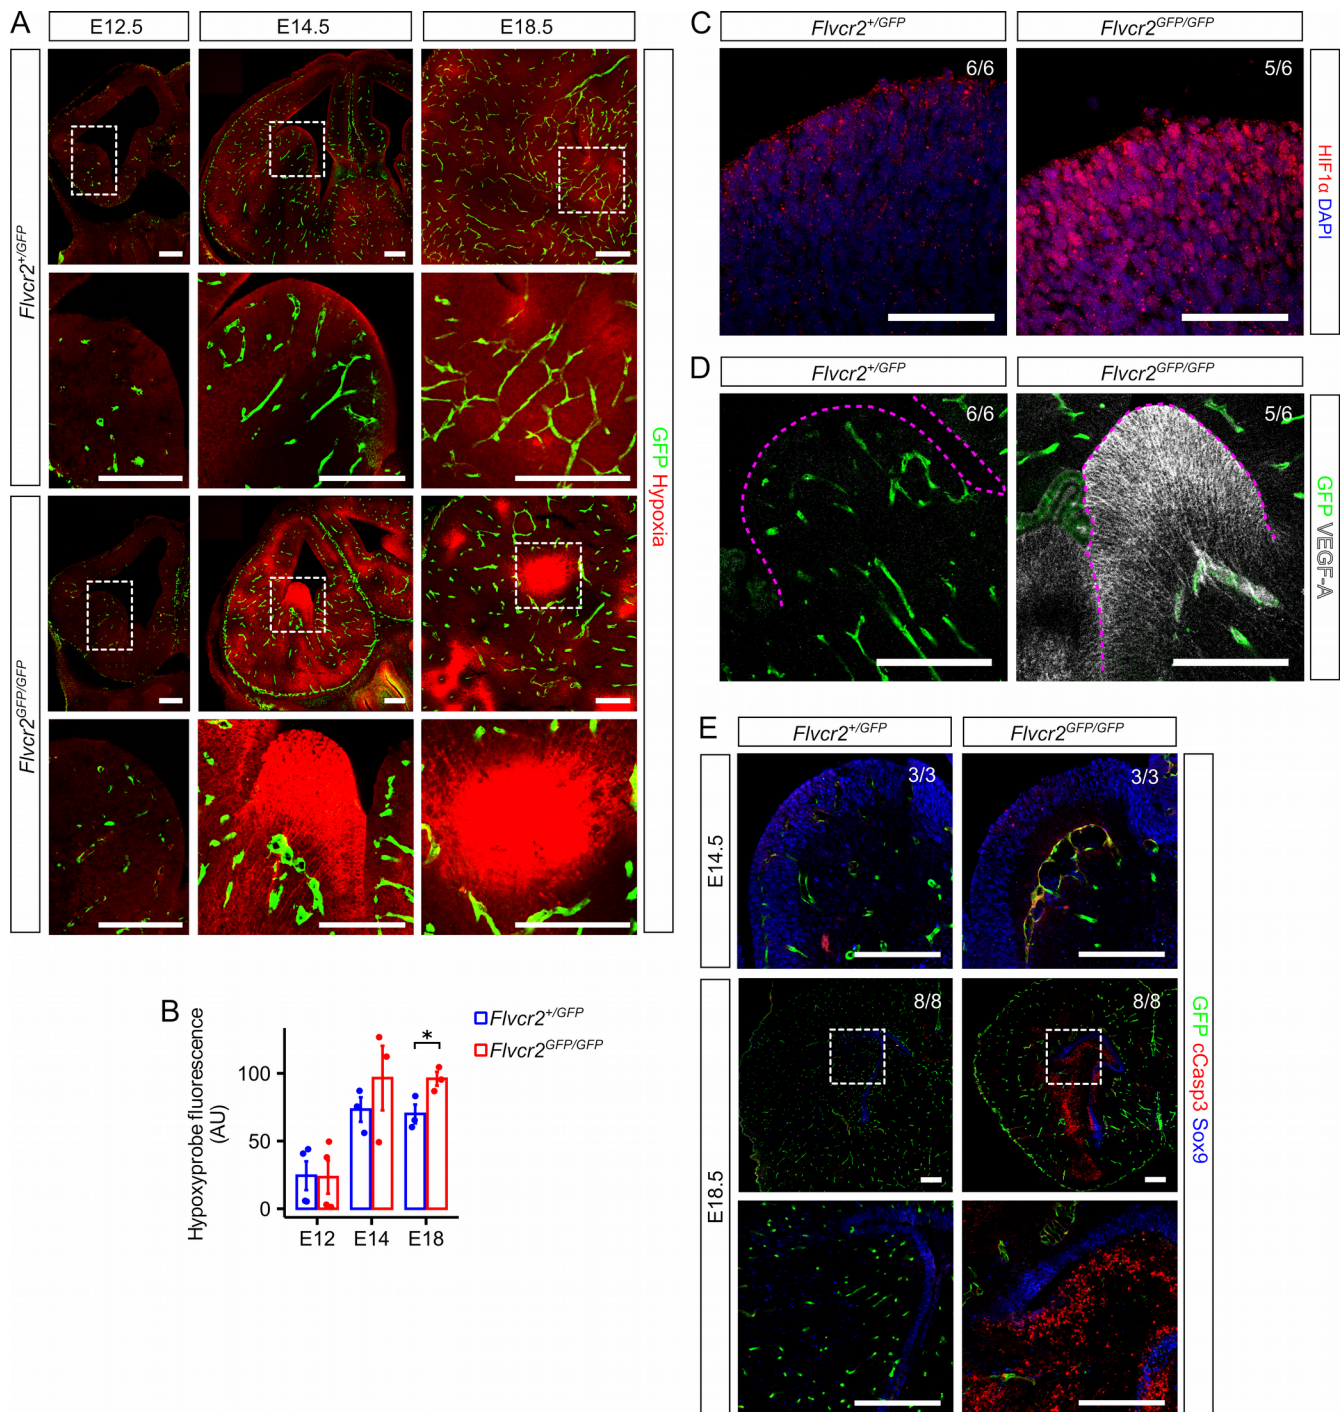 A
E12.5
E14.5
E18.5
Flvcr2+/GFP
Flvcr2GFP/GFP
GFP Hypoxia
B
Hypoxyprobe fluorescence
(AU)
100
50
0
E12
E14
E18
*
Flvcr2+/GFP
Flvcr2GFP/GFP
C
Flvcr2+/GFP
Flvcr2GFP/GFP
6/6
5/6
HIF1α DAPI
D
Flvcr2+/GFP
Flvcr2GFP/GFP
6/6
5/6
GFP VEGF-A
E
Flvcr2+/GFP
Flvcr2GFP/GFP
E14.5
3/3
3/3
E18.5
8/8
8/8
GFP cCasp3 Sox9